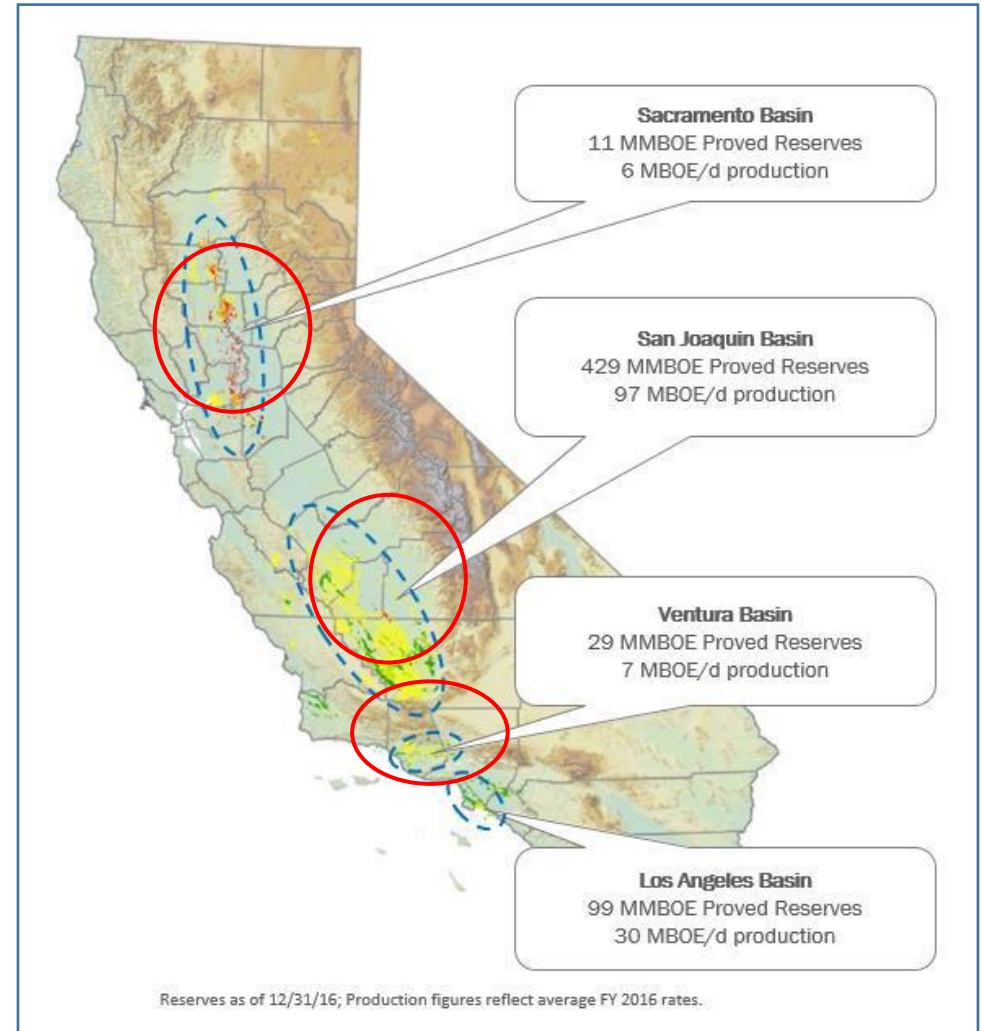 Sacramento Basin
11 MMBOE Proved Reserves
6 MBOE/d production
San Joaquin Basin
429 MMBOE Proved Reserves
97 MBOE/d production
Ventura Basin
29 MMBOE Proved Reserves
7 MBOE/d production
Los Angeles Basin
99 MMBOE Proved Reserves
30 MBOE/d production
Reserves as of 12/31/16; Production figures reflect average FY 2016 rates.